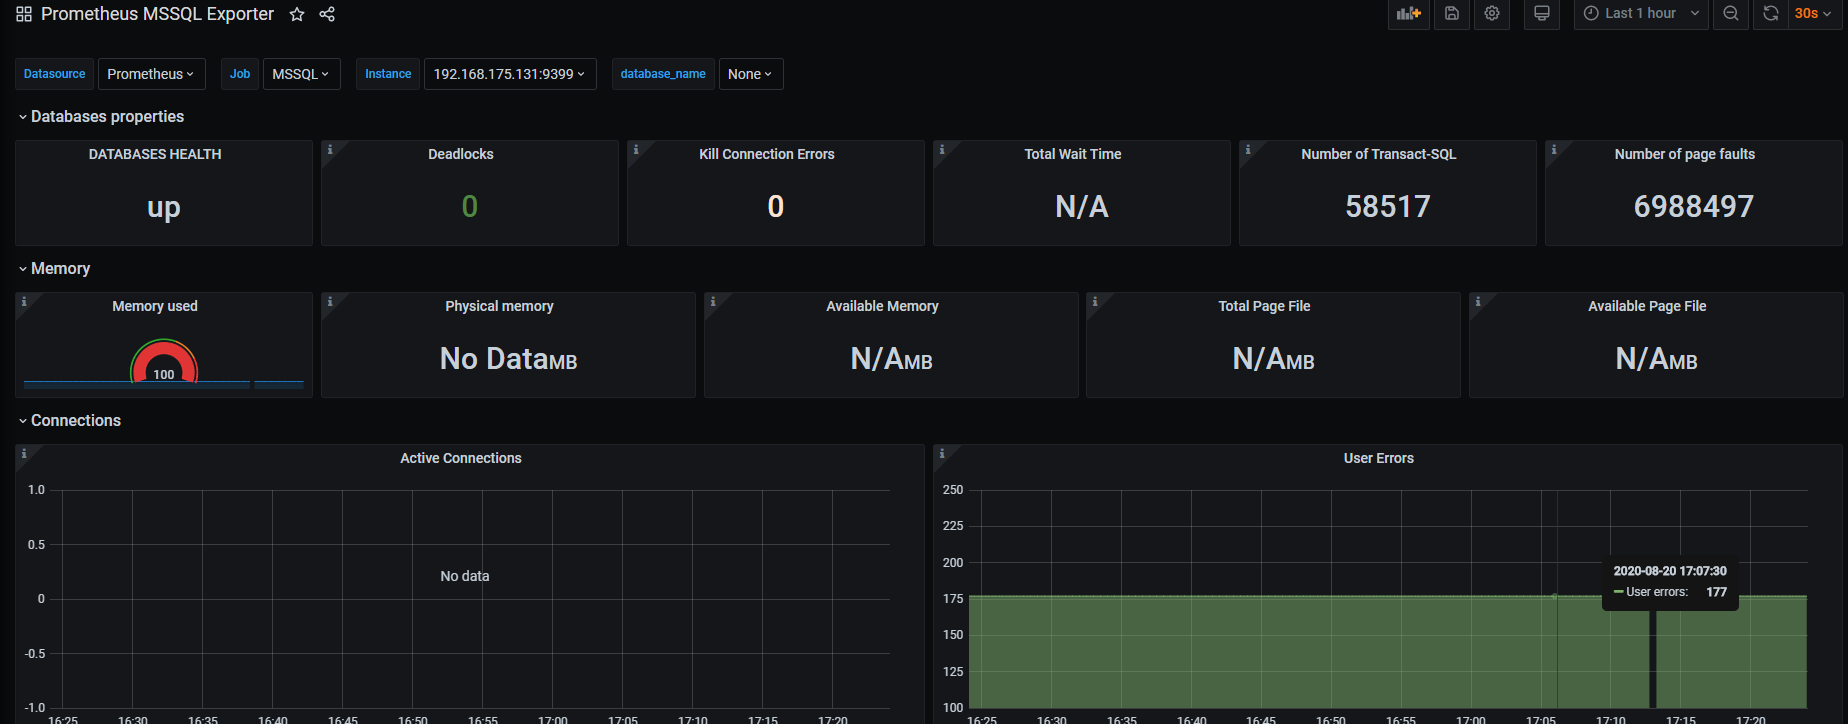 Prometheus MSSQL Exporter
Last 1 hour
30s
Datasource Prometheus Job MSSQL Instance 192.168.175.131:9399 database_name None
Databases properties
DATABASES HEALTH
up
Deadlocks
0
Kill Connection Errors
0
Total Wait Time
N/A
Number of Transact-SQL
58517
Number of page faults
6988497
Memory
Memory used
100
Physical memory
No DataMB
Available Memory
N/AMB
Total Page File
N/AMB
Available Page File
N/AMB
Connections
Active Connections
1.0
0.5
No data
0
-0.5
-1.0
16:25 16:30 16:35 16:40 16:45 16:50 16:55 17:00 17:05 17:10 17:15 17:20
User Errors
250
225
200
175
150
125
100
2020-08-20 17:07:30
User errors: 177
16:25 16:30 16:35 16:40 16:45 16:50 16:55 17:00 17:05 17:10 17:15 17:20